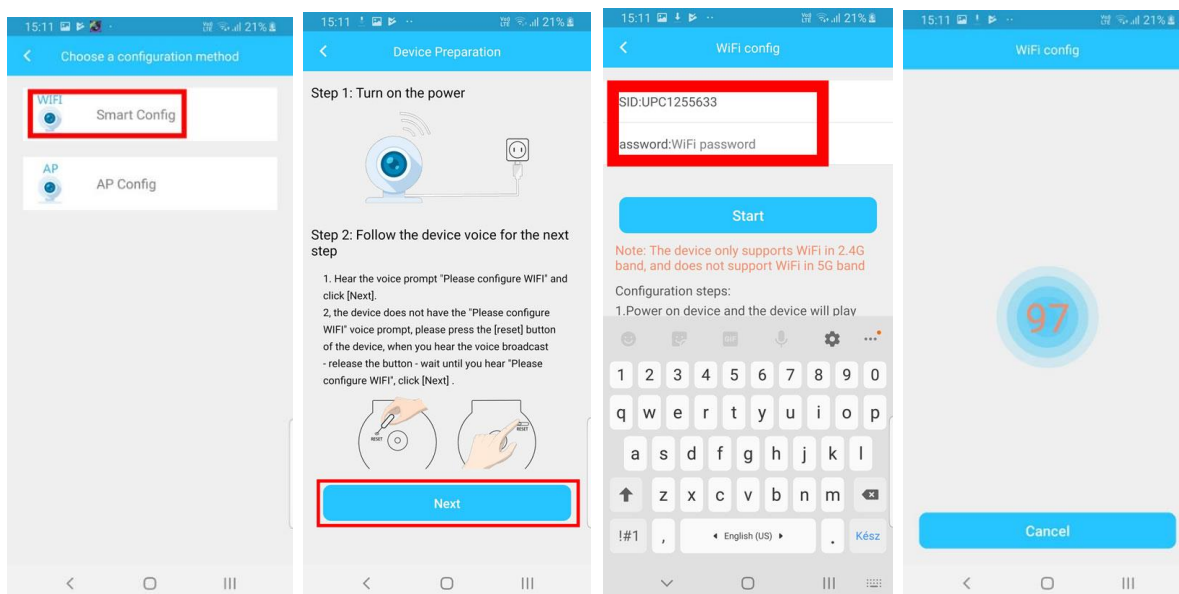 15:11
21%
Choose a configuration method
WIFI
Smart Config
AP
AP Config
15:11
21%
Device Preparation
Step 1: Turn on the power
Step 2: Follow the device voice for the next
step
1. Hear the voice prompt "Please configure WIFI" and
click [Next].
2, the device does not have the "Please configure
WIFI" voice prompt, please press the [reset] button
of the device, when you hear the voice broadcast
- release the button - wait until you hear "Please
configure WIFI", click [Next] .
RESET
RESET
Next
15:11
21%
WiFi config
SID:UPC1255633
assword:WiFi password
Start
Note: The device only supports WiFi in 2.4G
band, and does not support WiFi in 5G band
Configuration steps:
1.Power on device and the device will play
GIF
1 2 3 4 5 6 7 8 9 0
q w e r t y u i o p
a s d f g h j k l
z x c v b n m
!#1 , English (US) . Kész
15:11
21%
WiFi config
97
Cancel